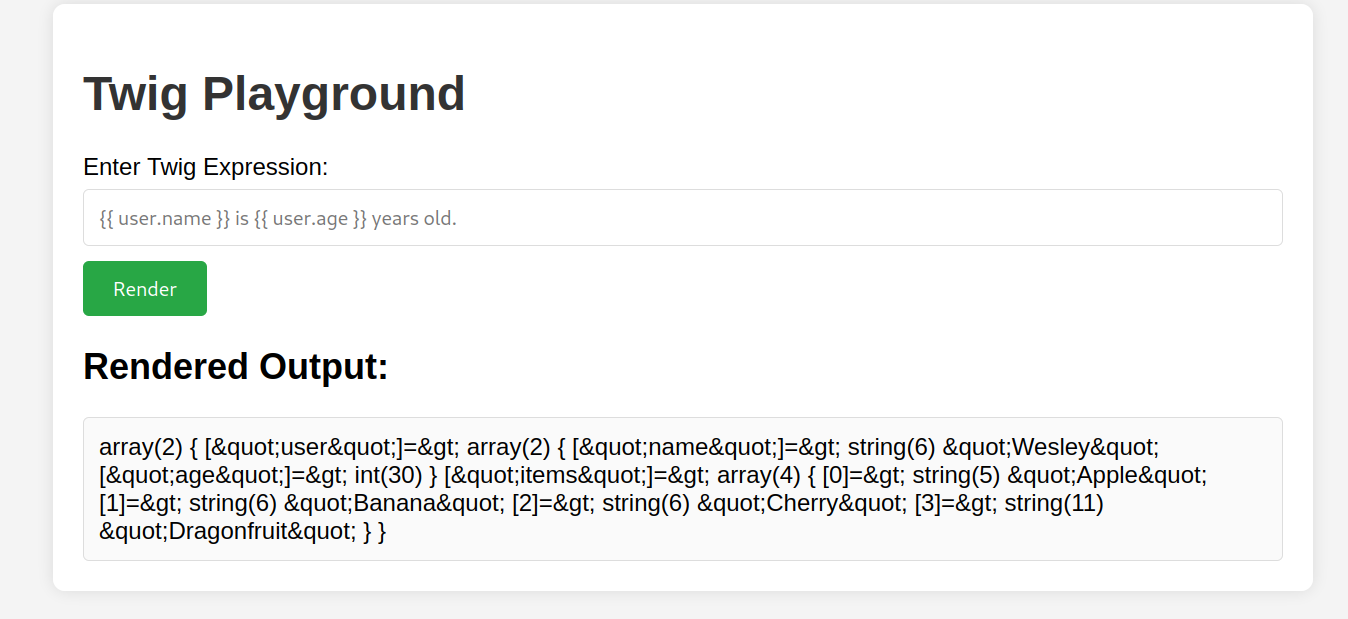 Twig Playground
Enter Twig Expression:
{{ user.name }} is {{ user.age }} years old.
Render
Rendered Output:
array(2) { [&quot;user&quot;]=&gt; array(2) { [&quot;name&quot;]=&gt; string(6) &quot;Wesley&quot;
[&quot;age&quot;]=&gt; int(30) } [&quot;items&quot;]=&gt; array(4) { [0]=&gt; string(5) &quot;Apple&quot;
[1]=&gt; string(6) &quot;Banana&quot; [2]=&gt; string(6) &quot;Cherry&quot; [3]=&gt; string(11)
&quot;Dragonfruit&quot; } }